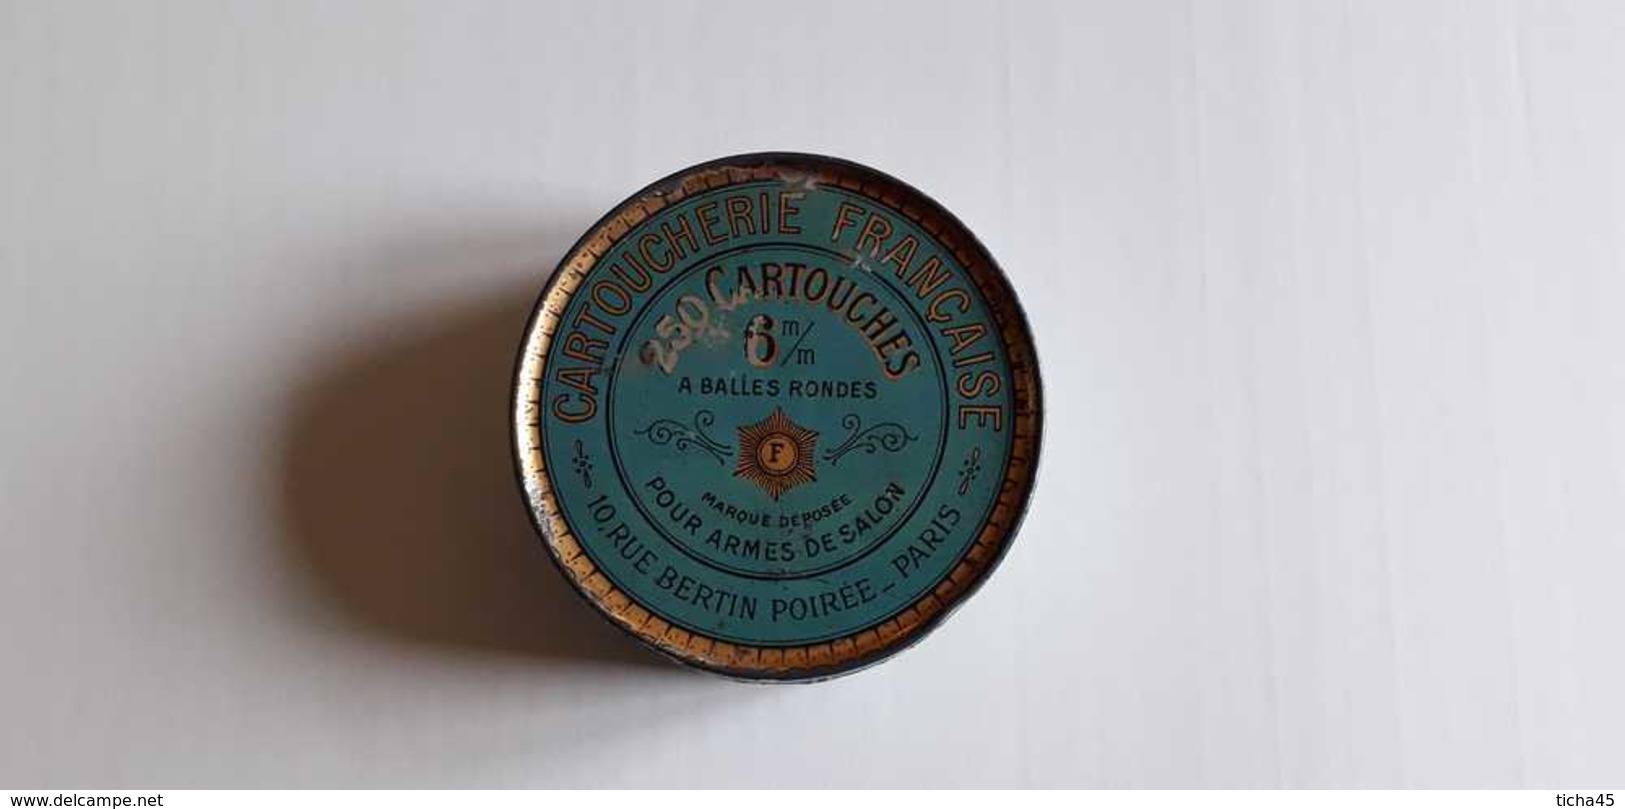 CARTOUCHERIE FRANÇAISE
250 CARTOUCHES
6 m/m
A BALLES RONDES
F
MARQUE DEPOSÉE
POUR ARMES DE SALON
10, RUE BERTIN POIRÉE _ PARIS
www.delcampe.net
ticha45